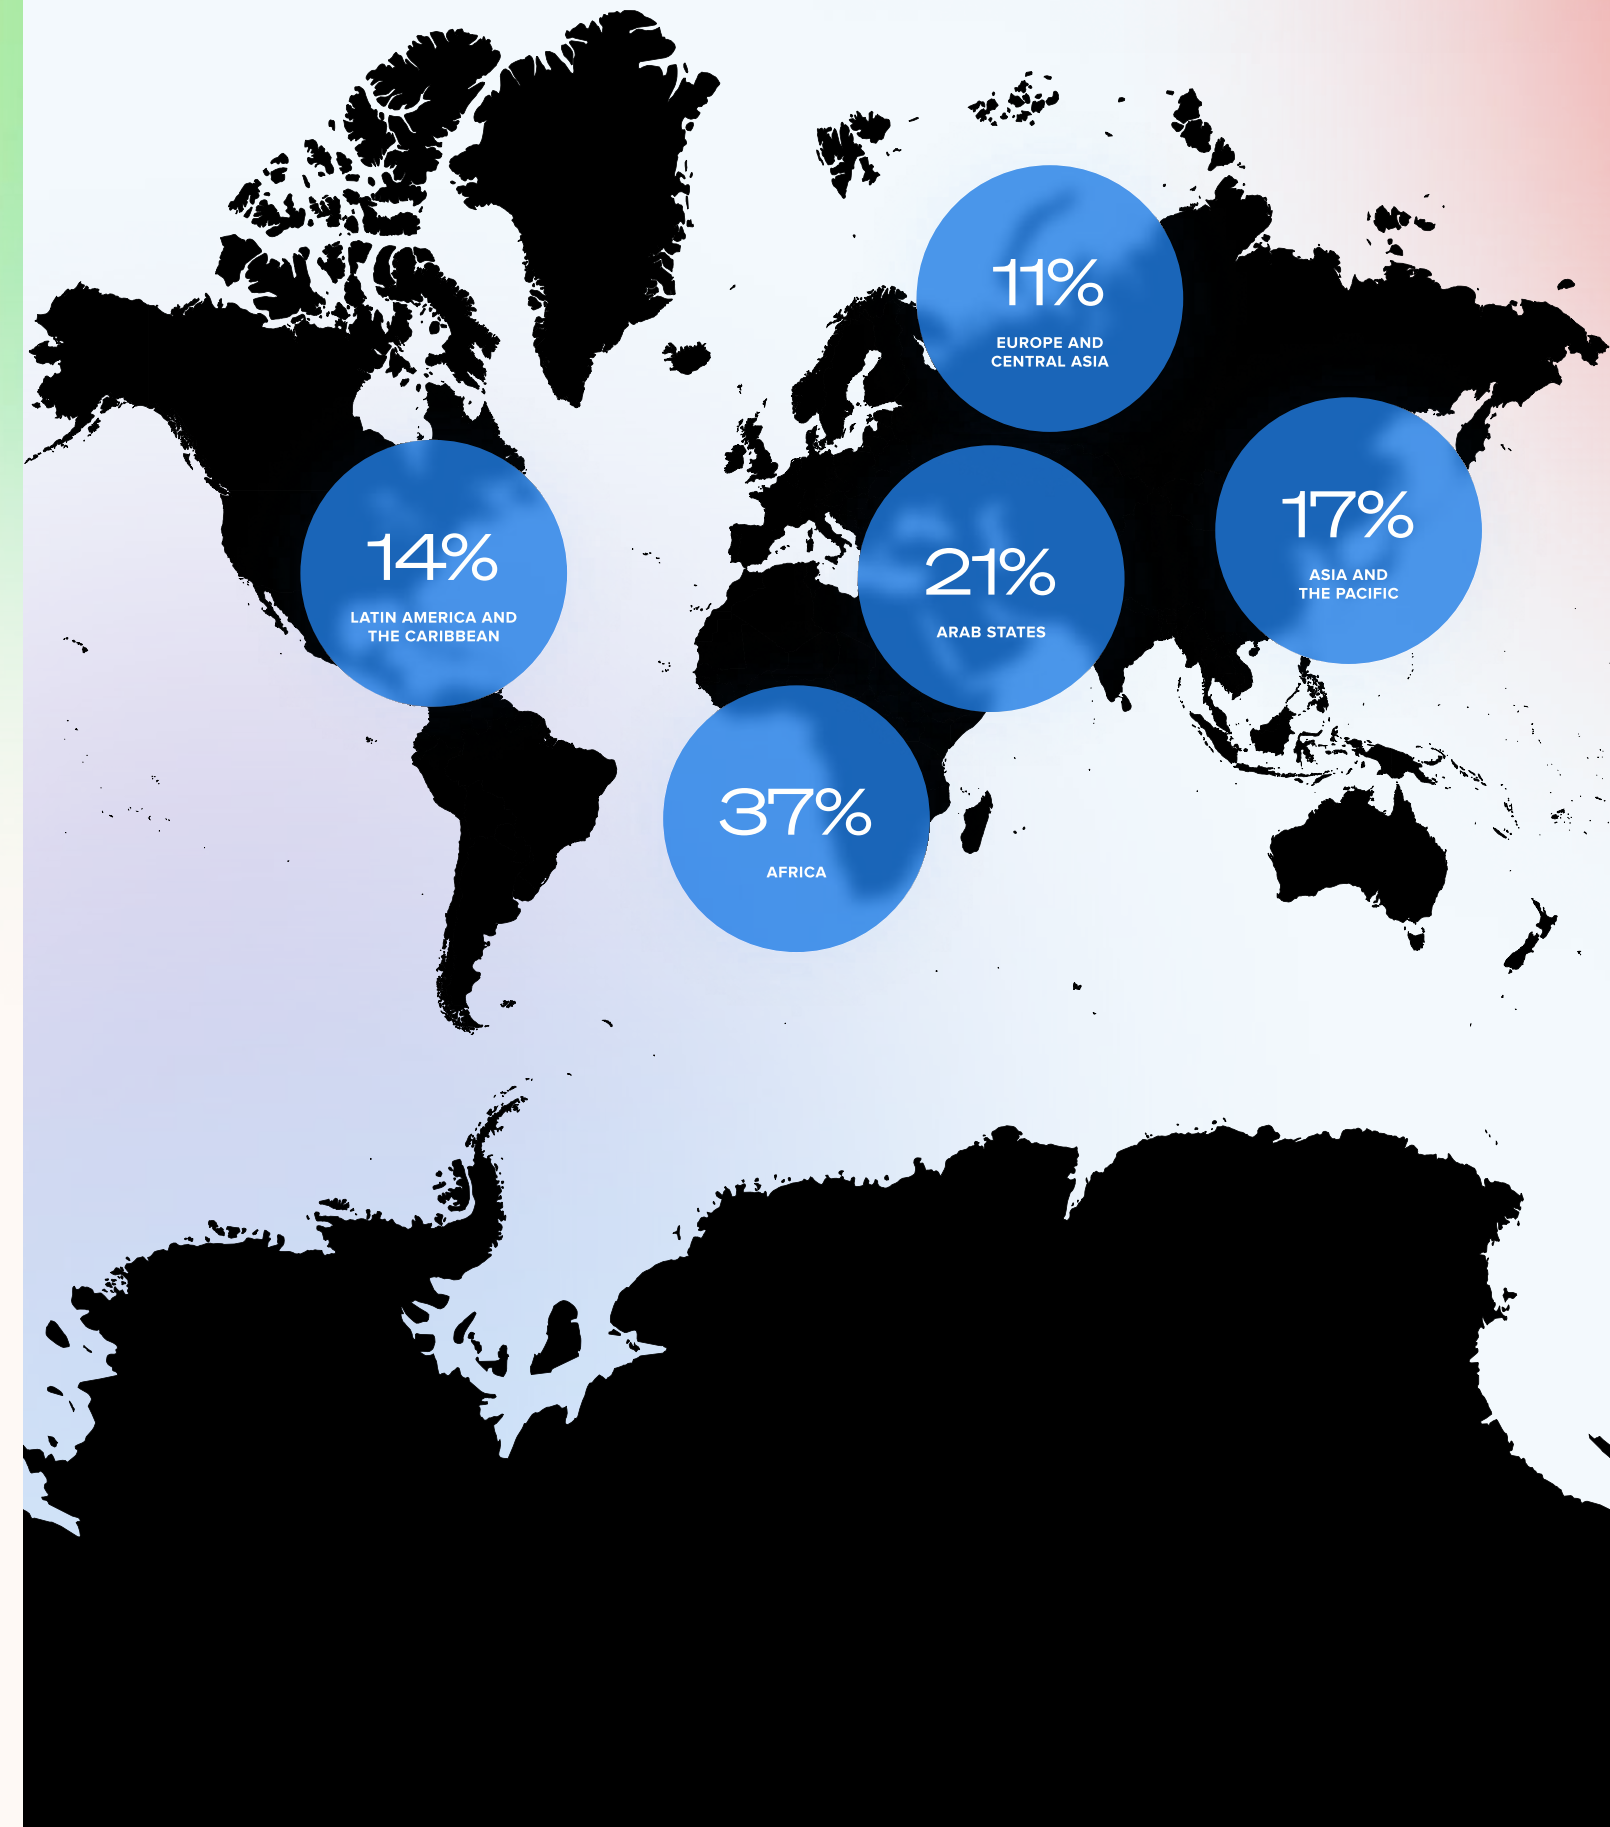 11%
EUROPE AND
CENTRAL ASIA
14%
LATIN AMERICA AND
THE CARIBBEAN
21%
ARAB STATES
17%
ASIA AND
THE PACIFIC
37%
AFRICA